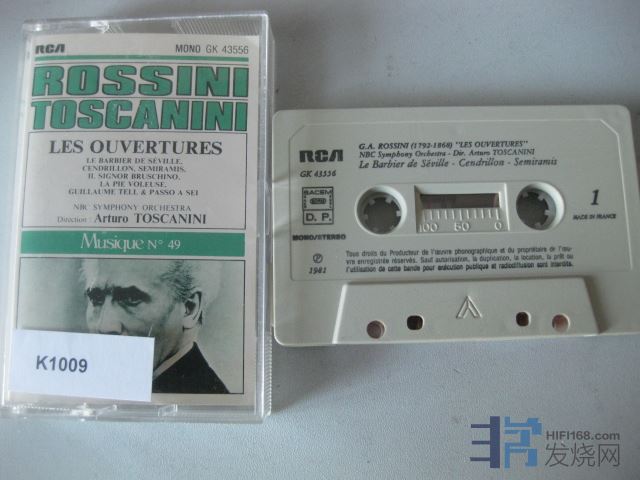 RCA
MONO GK 43556
ROSSINI
TOSCANINI
LES OUVERTURES
LE BARBIER DE SÉVILLE,
CENDRILLON, SEMIRAMIS,
IL SIGNOR BRUSCHINO,
LA PIE VOLEUSE,
GUILLAUME TELL & PASSO A SEI
NBC SYMPHONY ORCHESTRA
Direction : Arturo TOSCANINI
Musique N° 49
K1009
RCA
GK 43556
G.A. ROSSINI (1792-1868) "LES OUVERTURES"
NBC Symphony Orchestra - Dir. Arturo TOSCANINI
Le Barbier de Séville - Cendrillon - Semiramis
SACEM
D. P.
100 50 0
1
MADE IN FRANCE
MONO/STEREO
Ⓟ
1981
Tous droits du Producteur de l'œuvre phonographique et du propriétaire de l'œu-
vre enregistrée réservés. Sauf autorisation, la duplication, la location, le prêt ou
l'utilisation de cette bande pour exécution publique et radiodiffusion sont interdits.
HIFI168.com
发烧网